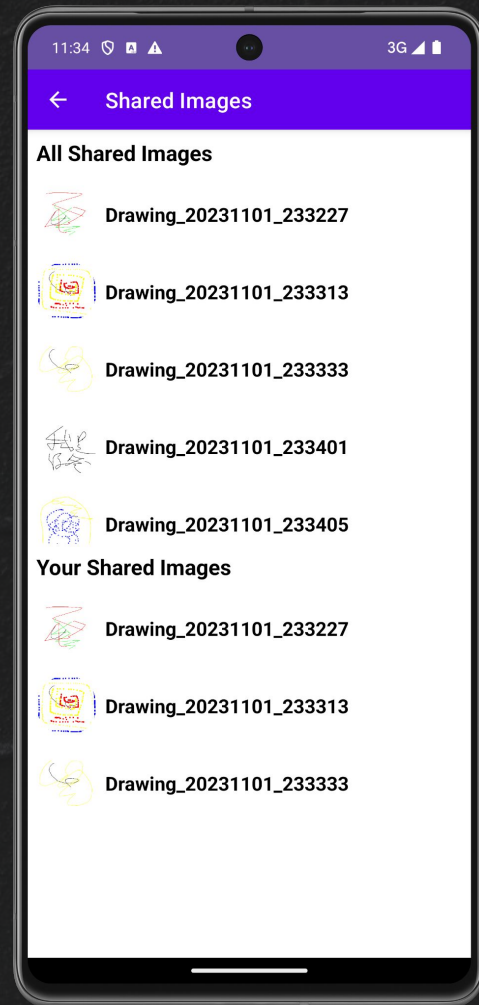 11:34 3G
Shared Images
All Shared Images
Drawing_20231101_233227
Drawing_20231101_233313
Drawing_20231101_233333
Drawing_20231101_233401
Drawing_20231101_233405
Your Shared Images
Drawing_20231101_233227
Drawing_20231101_233313
Drawing_20231101_233333